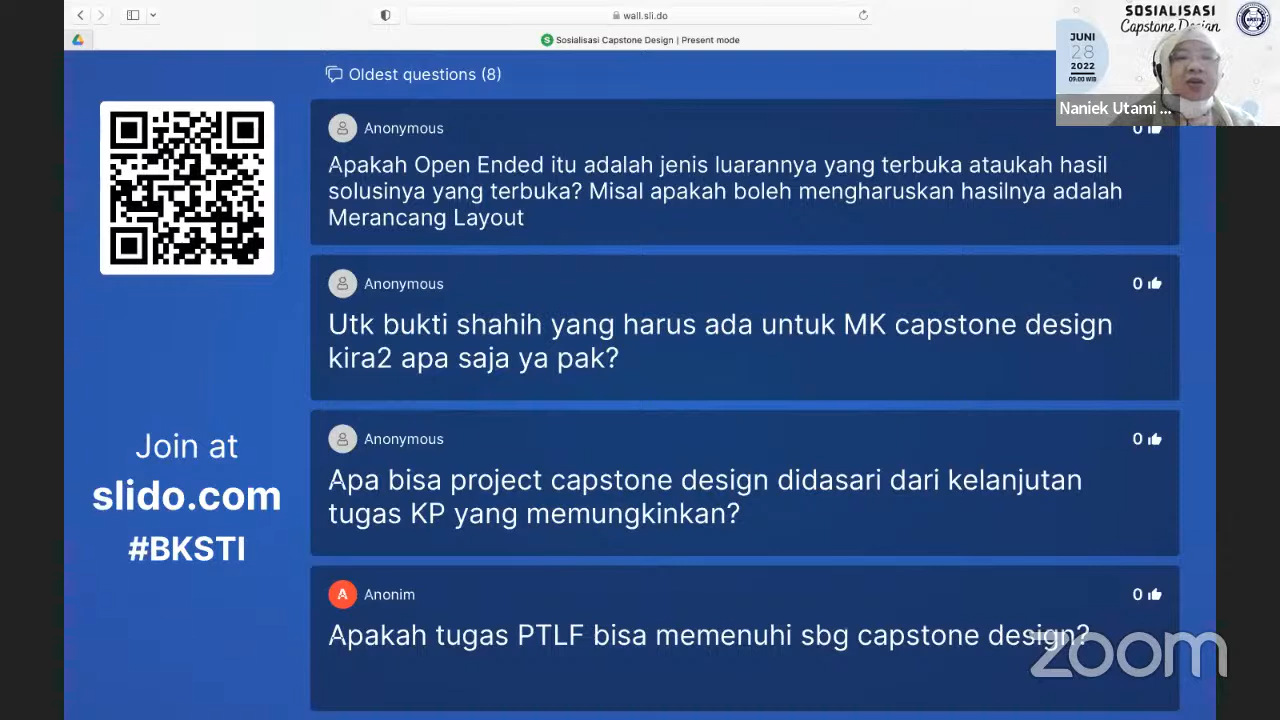 wall.sli.do
Sosialisasi Capstone Design | Present mode
SOSIALISASI
Capstone Design
JUNI
28
2022
09:00 WIB
Naniek Utami ...
Oldest questions (8)
Anonymous
0
Apakah Open Ended itu adalah jenis luarannya yang terbuka ataukah hasil
solusinya yang terbuka? Misal apakah boleh mengharuskan hasilnya adalah
Merancang Layout
Anonymous
0
Utk bukti shahih yang harus ada untuk MK capstone design
kira2 apa saja ya pak?
Anonymous
0
Apa bisa project capstone design didasari dari kelanjutan
tugas KP yang memungkinkan?
A
Anonim
0
Apakah tugas PTLF bisa memenuhi sbg capstone design?
Join at
slido.com
#BKSTI
zoom